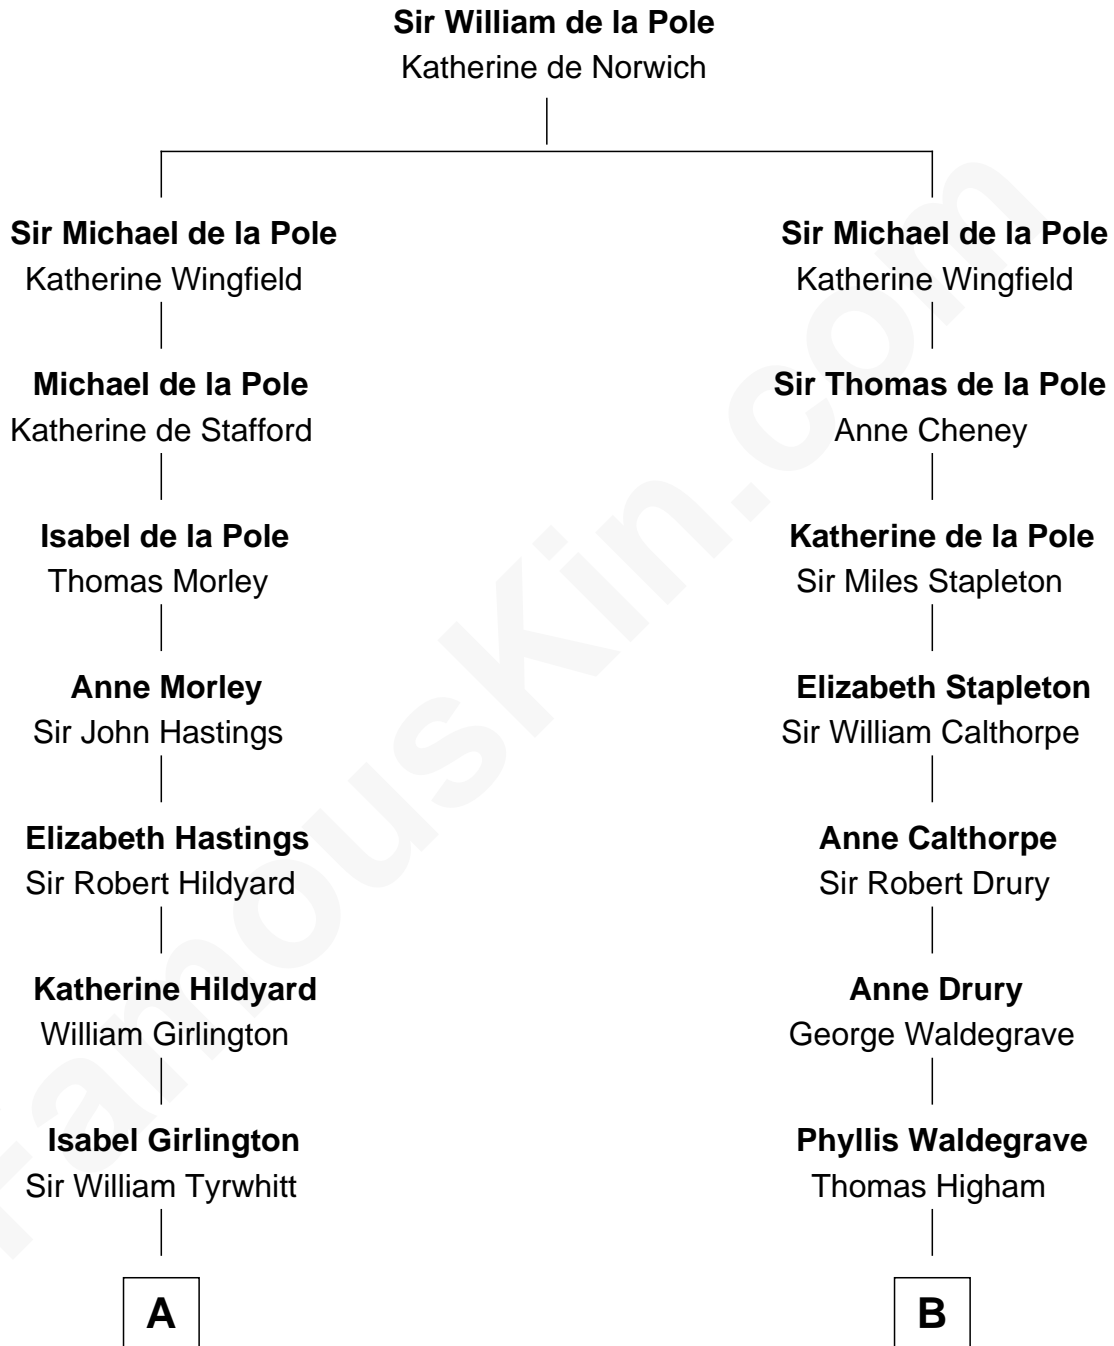 Sir William de la Pole
Katherine de Norwich
Sir Michael de la Pole
Katherine Wingfield
Sir Michael de la Pole
Katherine Wingfield
Michael de la Pole
Katherine de Stafford
Sir Thomas de la Pole
Anne Cheney
Isabel de la Pole
Thomas Morley
Katherine de la Pole
Sir Miles Stapleton
Anne Morley
Sir John Hastings
Elizabeth Stapleton
Sir William Calthorpe
Elizabeth Hastings
Sir Robert Hildyard
Anne Calthorpe
Sir Robert Drury
Katherine Hildyard
William Girlington
Anne Drury
George Waldegrave
Isabel Girlington
Sir William Tyrwhitt
Phyllis Waldegrave
Thomas Higham
A
B
FamousKin.com